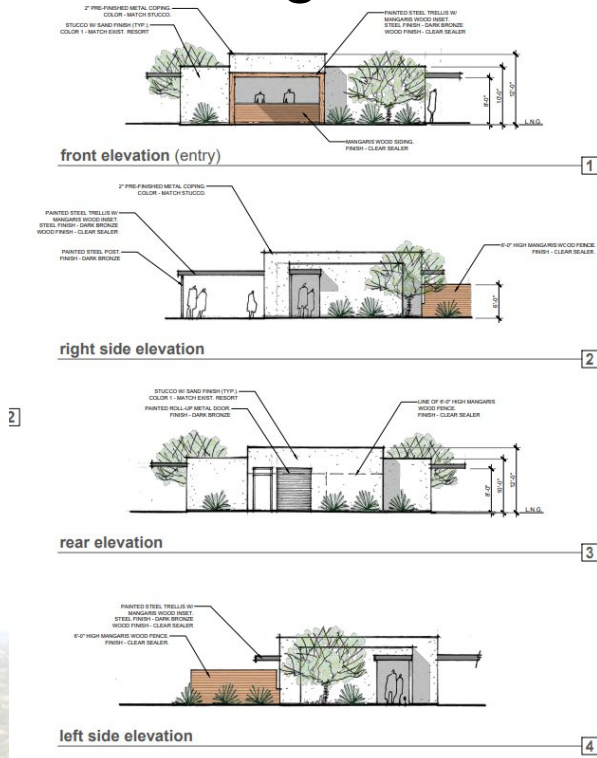 2" PRE-FINISHED METAL COPING.
COLOR - MATCH STUCCO.
STUCCO W/ SAND FINISH (TYP.)
COLOR 1 - MATCH EXIST. RESORT
PAINTED STEEL TRELLIS W/
MANGARIS WOOD INSET.
STEEL FINISH - DARK BRONZE
WOOD FINISH - CLEAR SEALER
8'-0"
10'-0"
12'-0"
L.N.G.
MANGARIS WOOD SIDING.
FINISH - CLEAR SEALER
front elevation (entry)
1
2" PRE-FINISHED METAL COPING.
COLOR - MATCH STUCCO.
PAINTED STEEL TRELLIS W/
MANGARIS WOOD INSET.
STEEL FINISH - DARK BRONZE
WOOD FINISH - CLEAR SEALER
PAINTED STEEL POST.
FINISH - DARK BRONZE
6'-0" HIGH MANGARIS WOOD FENCE.
FINISH - CLEAR SEALER.
6'-0"
right side elevation
2
STUCCO W/ SAND FINISH (TYP.)
COLOR 1 - MATCH EXIST. RESORT
PAINTED ROLL-UP METAL DOOR.
FINISH - DARK BRONZE
LINE OF 6'-0" HIGH MANGARIS
WOOD FENCE.
FINISH - CLEAR SEALER
2
8'-0"
10'-0"
12'-0"
L.N.G.
rear elevation
3
PAINTED STEEL TRELLIS W/
MANGARIS WOOD INSET.
STEEL FINISH - DARK BRONZE
WOOD FINISH - CLEAR SEALER
6'-0" HIGH MANGARIS WOOD FENCE.
FINISH - CLEAR SEALER.
left side elevation
4